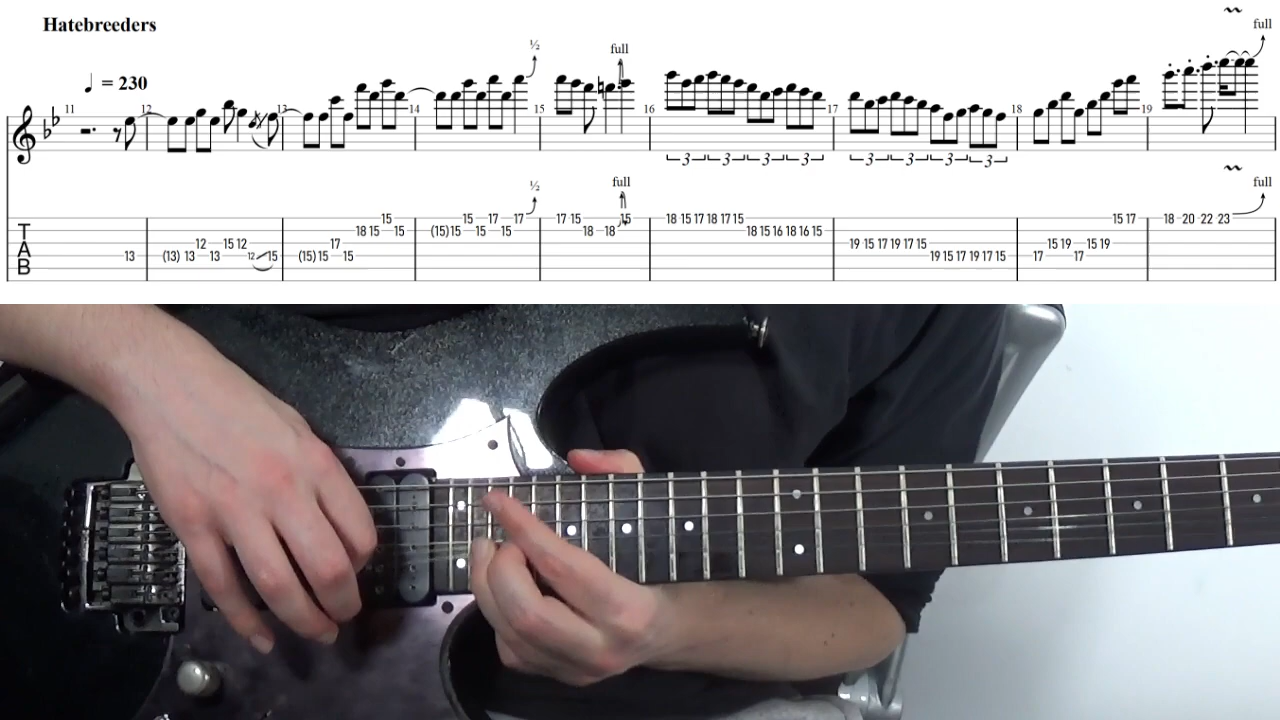 Hatebreeders
= 230
11 12 13 14 15 16 17 18 19
½ full full
3 3 3 3 3 3 3 3
½ full full
15 15 17 17 17 15 15 18 15 17 18 17 15 15 17 18 20 22 23
T 18 15 15 (15) 15 15 15 18 18 18 15 16 18 16 15
A 12 15 12 17 19 15 17 19 17 15 15 19 15 19
B 13 (13) 13 13 12 15 (15) 15 15 19 15 17 19 17 15 17 17